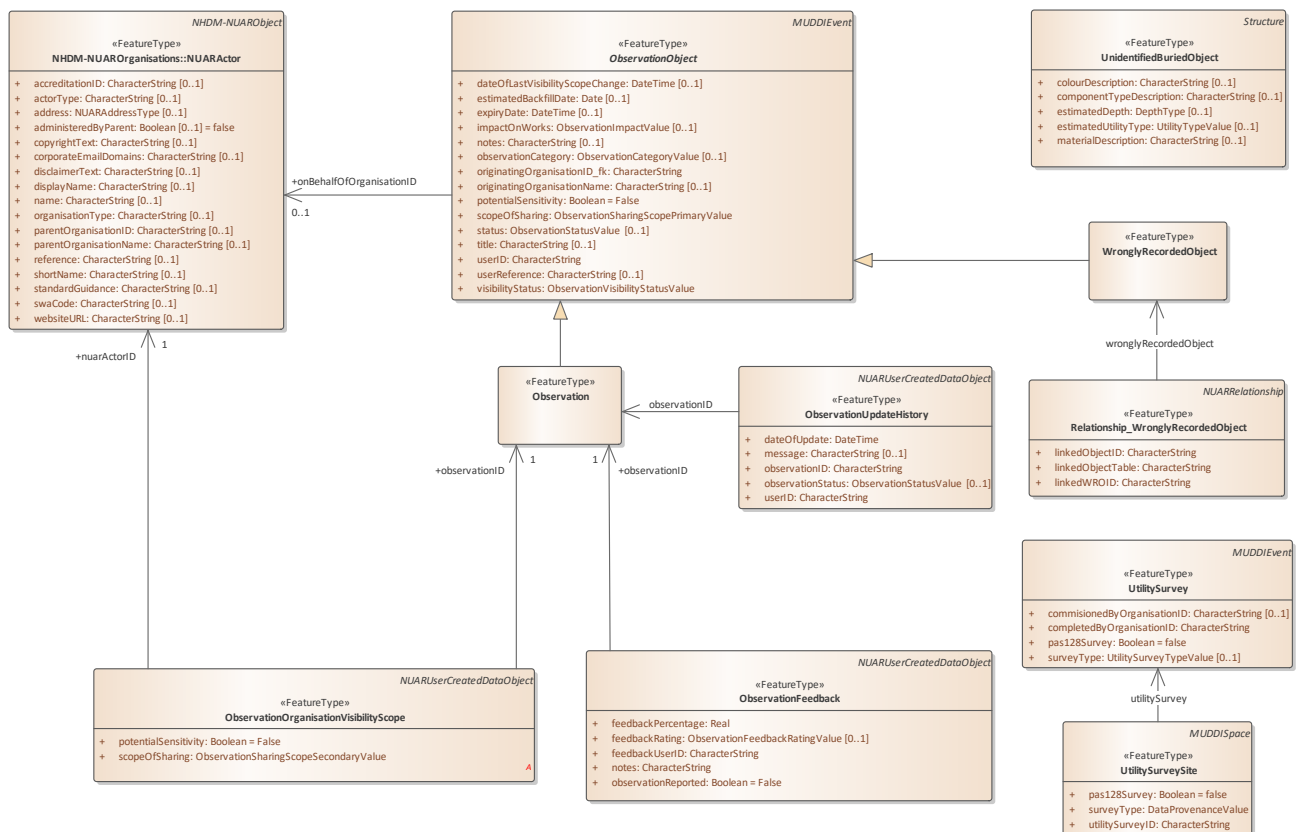 NHDM-NUARObject
«FeatureType»
NHDM-NUAROrganisations::NUARActor
+ accreditationID: CharacterString [0..1]
+ actorType: CharacterString [0..1]
+ address: NUARAddressType [0..1]
+ administeredByParent: Boolean [0..1] = false
+ copyrightText: CharacterString [0..1]
+ corporateEmailDomains: CharacterString [0..1]
+ disclaimerText: CharacterString [0..1]
+ displayName: CharacterString [0..1]
+ name: CharacterString [0..1]
+ organisationType: CharacterString [0..1]
+ parentOrganisationID: CharacterString [0..1]
+ parentOrganisationName: CharacterString [0..1]
+ reference: CharacterString [0..1]
+ shortName: CharacterString [0..1]
+ standardGuidance: CharacterString [0..1]
+ swaCode: CharacterString [0..1]
+ websiteURL: CharacterString [0..1]
+onBehalfOfOrganisationID
0..1
MUDDIEvent
«FeatureType»
ObservationObject
+ dateOfLastVisibilityScopeChange: DateTime [0..1]
+ estimatedBackfillDate: Date [0..1]
+ expiryDate: DateTime [0..1]
+ impactOnWorks: ObservationImpactValue [0..1]
+ notes: CharacterString [0..1]
+ observationCategory: ObservationCategoryValue [0..1]
+ originatingOrganisationID_fk: CharacterString
+ originatingOrganisationName: CharacterString [0..1]
+ potentialSensitivity: Boolean = False
+ scopeOfSharing: ObservationSharingScopePrimaryValue
+ status: ObservationStatusValue [0..1]
+ title: CharacterString [0..1]
+ userID: CharacterString
+ userReference: CharacterString [0..1]
+ visibilityStatus: ObservationVisibilityStatusValue
Structure
«FeatureType»
UnidentifiedBuriedObject
+ colourDescription: CharacterString [0..1]
+ componentTypeDescription: CharacterString [0..1]
+ estimatedDepth: DepthType [0..1]
+ estimatedUtilityType: UtilityTypeValue [0..1]
+ materialDescription: CharacterString [0..1]
«FeatureType»
WronglyRecordedObject
wronglyRecordedObject
NUARRelationship
«FeatureType»
Relationship_WronglyRecordedObject
+ linkedObjectID: CharacterString
+ linkedObjectTable: CharacterString
+ linkedWROID: CharacterString
+nuarActorID
1
«FeatureType»
Observation
observationID
NUARUserCreatedDataObject
«FeatureType»
ObservationUpdateHistory
+ dateOfUpdate: DateTime
+ message: CharacterString [0..1]
+ observationID: CharacterString
+ observationStatus: ObservationStatusValue [0..1]
+ userID: CharacterString
+observationID
1
1
+observationID
MUDDIEvent
«FeatureType»
UtilitySurvey
+ commisionedByOrganisationID: CharacterString [0..1]
+ completedByOrganisationID: CharacterString
+ pas128Survey: Boolean = false
+ surveyType: UtilitySurveyTypeValue [0..1]
utilitySurvey
NUARUserCreatedDataObject
«FeatureType»
ObservationOrganisationVisibilityScope
+ potentialSensitivity: Boolean = False
+ scopeOfSharing: ObservationSharingScopeSecondaryValue
A
NUARUserCreatedDataObject
«FeatureType»
ObservationFeedback
+ feedbackPercentage: Real
+ feedbackRating: ObservationFeedbackRatingValue [0..1]
+ feedbackUserID: CharacterString
+ notes: CharacterString
+ observationReported: Boolean = False
MUDDISpace
«FeatureType»
UtilitySurveySite
+ pas128Survey: Boolean = false
+ surveyType: DataProvenanceValue
+ utilitySurveyID: CharacterString